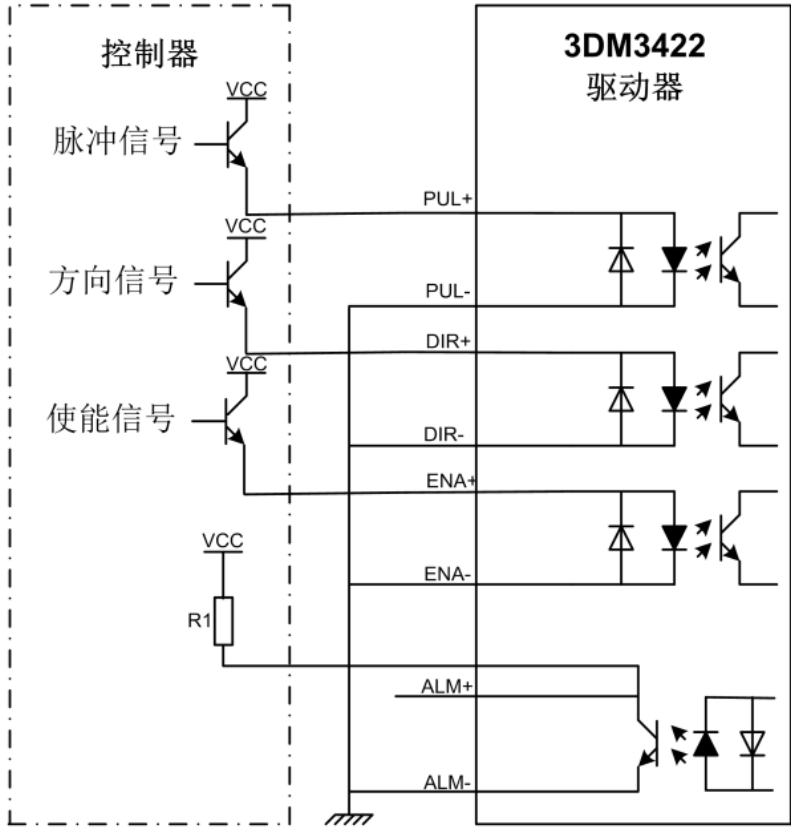 控制器
3DM3422
驱动器
VCC
脉冲信号
PUL+
VCC
方向信号
PUL-
DIR+
VCC
使能信号
DIR-
ENA+
VCC
ENA-
R1
ALM+
ALM-